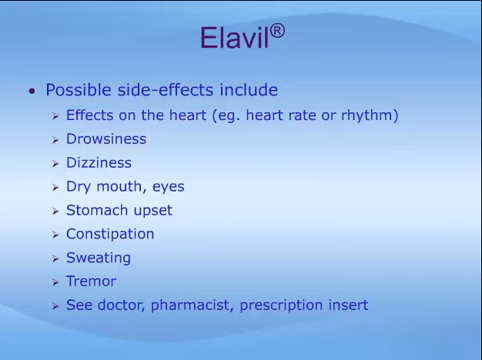 Elavil®
• Possible side-effects include
➢ Effects on the heart (eg. heart rate or rhythm)
➢ Drowsiness
➢ Dizziness
➢ Dry mouth, eyes
➢ Stomach upset
➢ Constipation
➢ Sweating
➢ Tremor
➢ See doctor, pharmacist, prescription insert